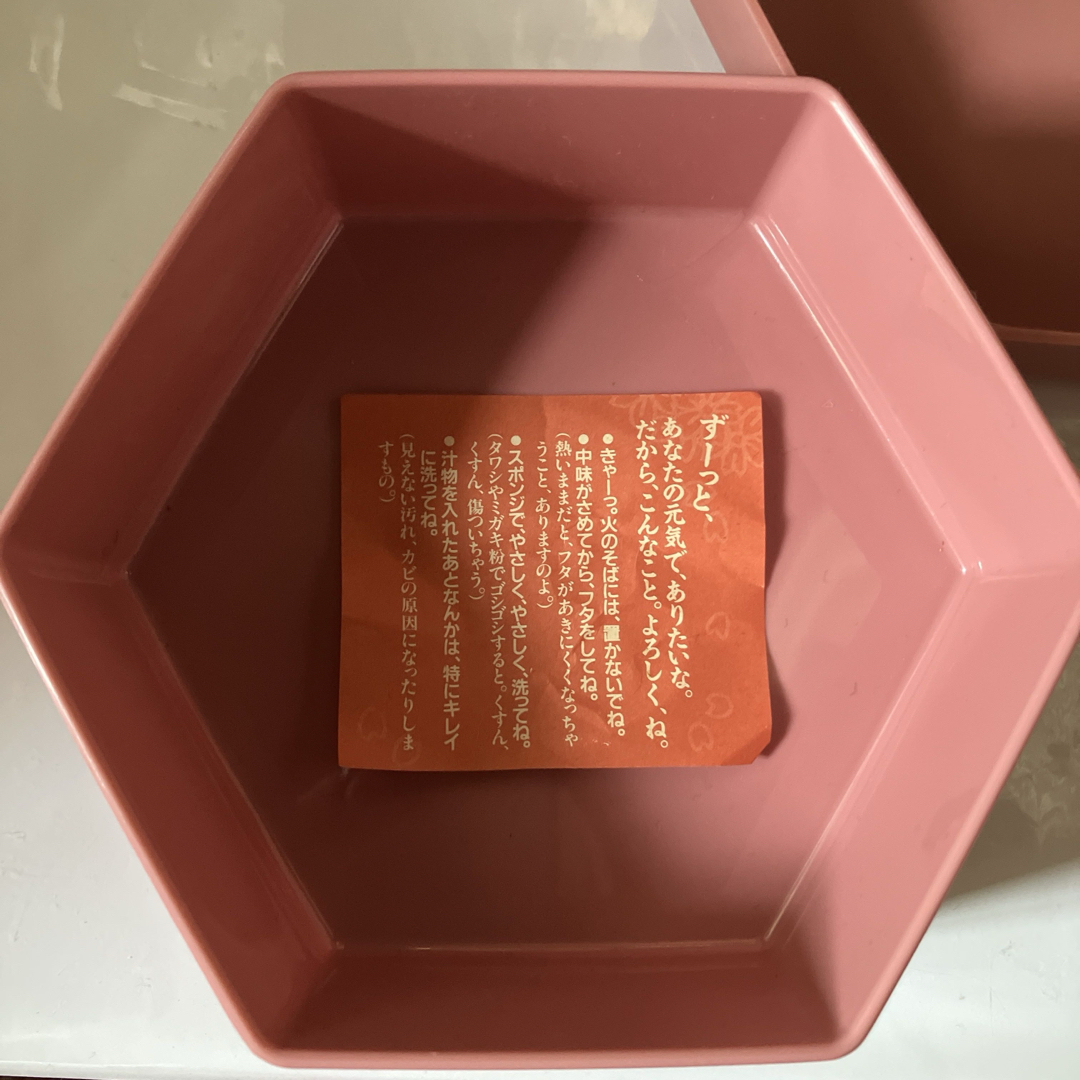 ずーっと、
あなたの元気で、ありたいな。
だから、こんなこと。よろしく、ね。
●きゃーっ。火のそばには、置かないでね。
●中味がさめてから、フタをしてね。
(熱いままだと、フタがあきにくくなっちゃ
うこと、ありますのよ。)
●スポンジで、やさしく、やさしく、洗ってね。
(タワシやミガキ粉でゴシゴシすると。くすん、
くすん、傷ついちゃう。)
●汁物を入れたあとなんかは、特にキレイ
に洗ってね。
(見えない汚れ、カビの原因になったりしま
すもの。)